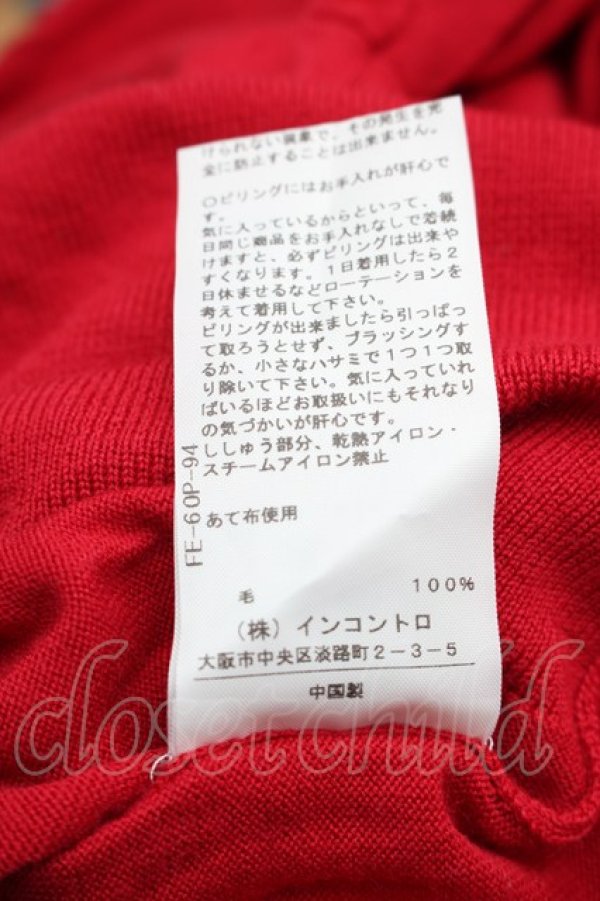 けられない現象で、その発生を完
全に防止することは出来ません。
○ピリングにはお手入れが肝心で
す。
気に入っているからといって、毎
日同じ商品をお手入れなしで着続
けますと、必ずピリングは出来や
すくなります。1日着用したら2
日休ませるなどローテーションを
考えて着用して下さい。
ピリングが出来ましたら引っぱっ
て取ろうとせず、ブラッシングす
るか、小さなハサミで1つ1つ取
り除いて下さい。気に入っていれ
ばいるほどお取扱いにもそれなり
の気づかいが肝心です。
ししゅう部分、乾熱アイロン・
スチームアイロン禁止
あて布使用
FE-60P-94
毛 100%
(株)インコントロ
大阪市中央区淡路町2-3-5
中国製
closet child